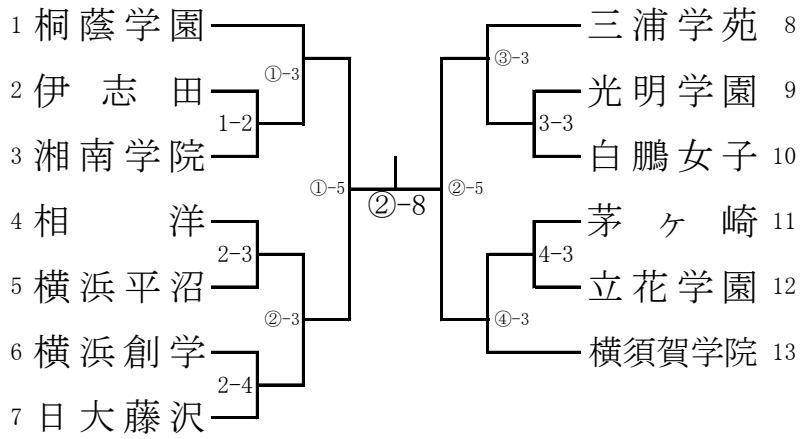 1 桐蔭学園
2 伊志田
3 湘南学院
4 相洋
5 横浜平沼
6 横浜創学
7 日大藤沢
①-3
1-2
①-5
2-3
②-3
2-4
②-8
③-3
3-3
②-5
4-3
④-3
三浦学苑 8
光明学園 9
白鵬女子 10
茅ヶ崎 11
立花学園 12
横須賀学院 13